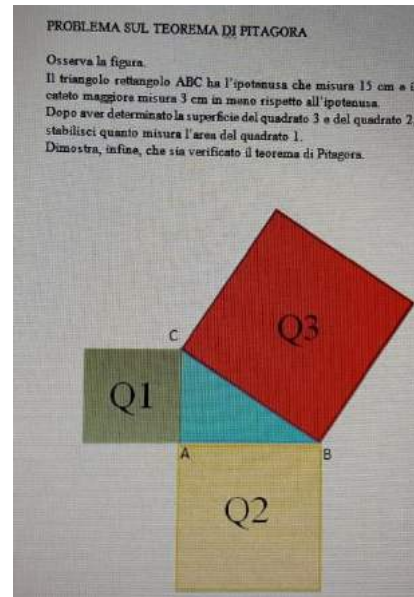 PROBLEMA SUL TEOREMA DI PITAGORA
Osserva la figura.
Il triangolo rettangolo ABC ha l'ipotenusa che misura 15 cm e i
cateto maggiore misura 3 cm in meno rispetto all'ipotenusa.
Dopo aver determinato la superficie del quadrato 3 e del quadrato 2,
stabilisci quanto misura l'area del quadrato 1.
Dimostra, infine, che sia verificato il teorema di Pitagora.
Q3
C
Q1
A
B
Q2